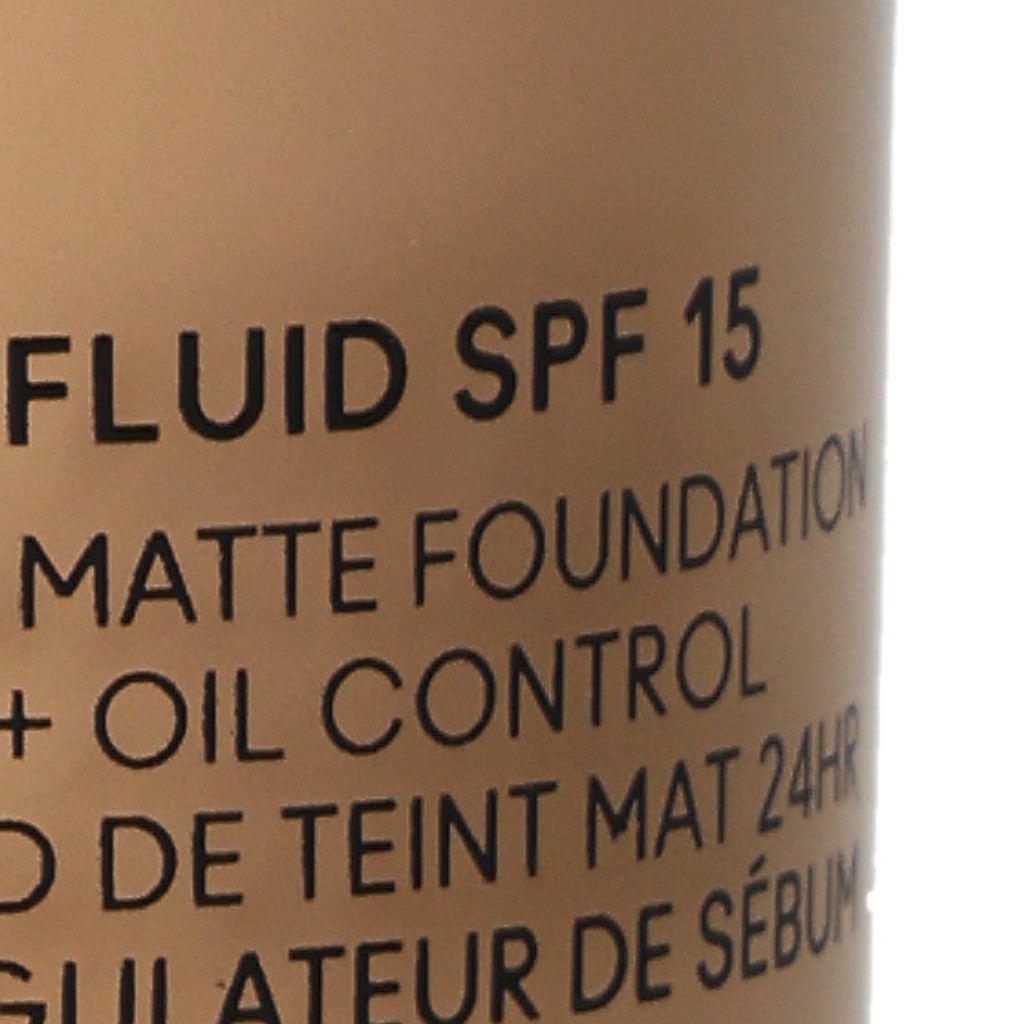 FLUID SPF 15
MATTE FOUNDATION
+ OIL CONTROL
D DE TEINT MAT 24HR
GULATEUR DE SÉBUM